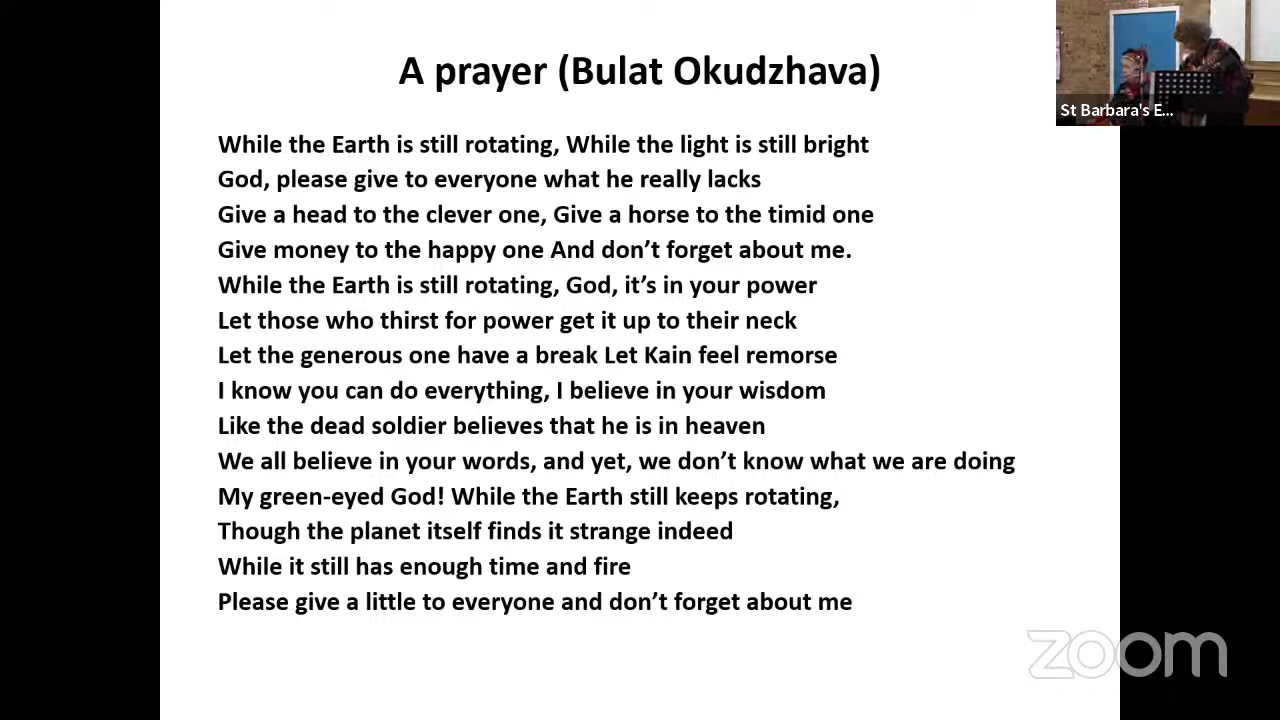 A prayer (Bulat Okudzhava)
St Barbara's E...
While the Earth is still rotating, While the light is still bright
God, please give to everyone what he really lacks
Give a head to the clever one, Give a horse to the timid one
Give money to the happy one And don’t forget about me.
While the Earth is still rotating, God, it’s in your power
Let those who thirst for power get it up to their neck
Let the generous one have a break Let Kain feel remorse
I know you can do everything, I believe in your wisdom
Like the dead soldier believes that he is in heaven
We all believe in your words, and yet, we don’t know what we are doing
My green-eyed God! While the Earth still keeps rotating,
Though the planet itself finds it strange indeed
While it still has enough time and fire
Please give a little to everyone and don’t forget about me
zoom